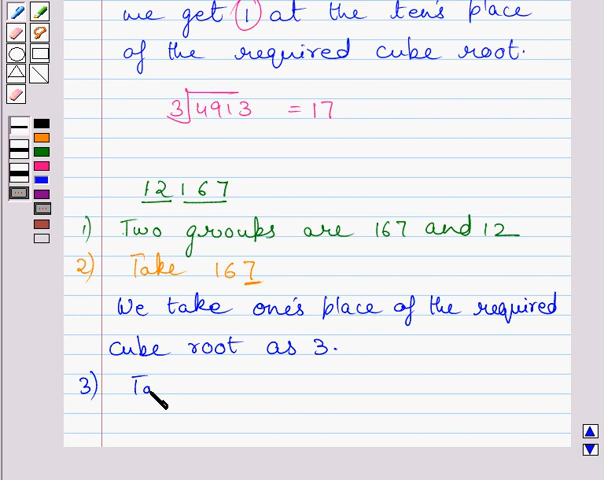 we get 1 at the ten's place
of the required cube root.
3√4913 = 17
12 167
1) Two groups are 167 and 12
2) Take 167
We take one's place of the required
cube root as 3.
3) Ta